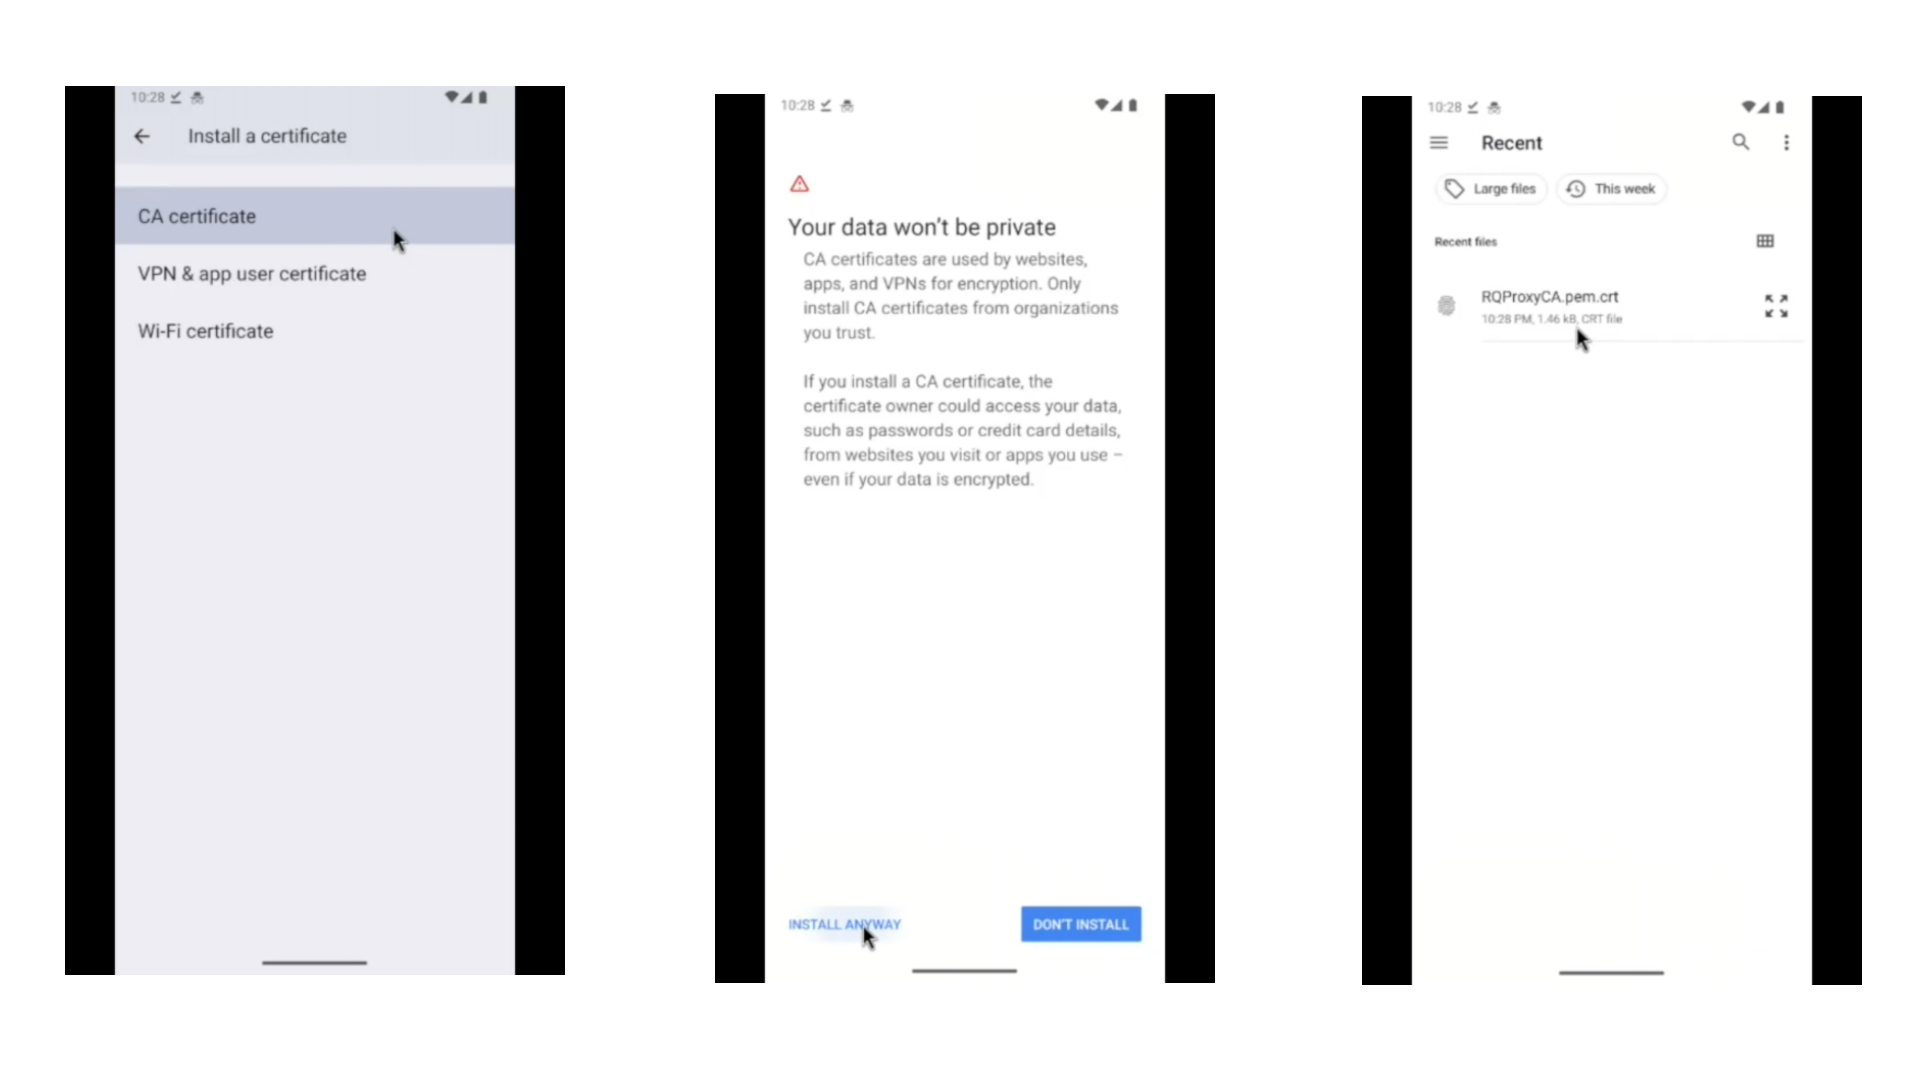 10:28
Install a certificate
CA certificate
VPN & app user certificate
Wi-Fi certificate
10:28
Your data won't be private
CA certificates are used by websites,
apps, and VPNs for encryption. Only
install CA certificates from organizations
you trust.
If you install a CA certificate, the
certificate owner could access your data,
such as passwords or credit card details,
from websites you visit or apps you use –
even if your data is encrypted.
INSTALL ANYWAY
DON'T INSTALL
10:28
Recent
Large files
This week
Recent files
RQProxyCA.pem.crt
10:28 PM, 1.46 kB, CRT file